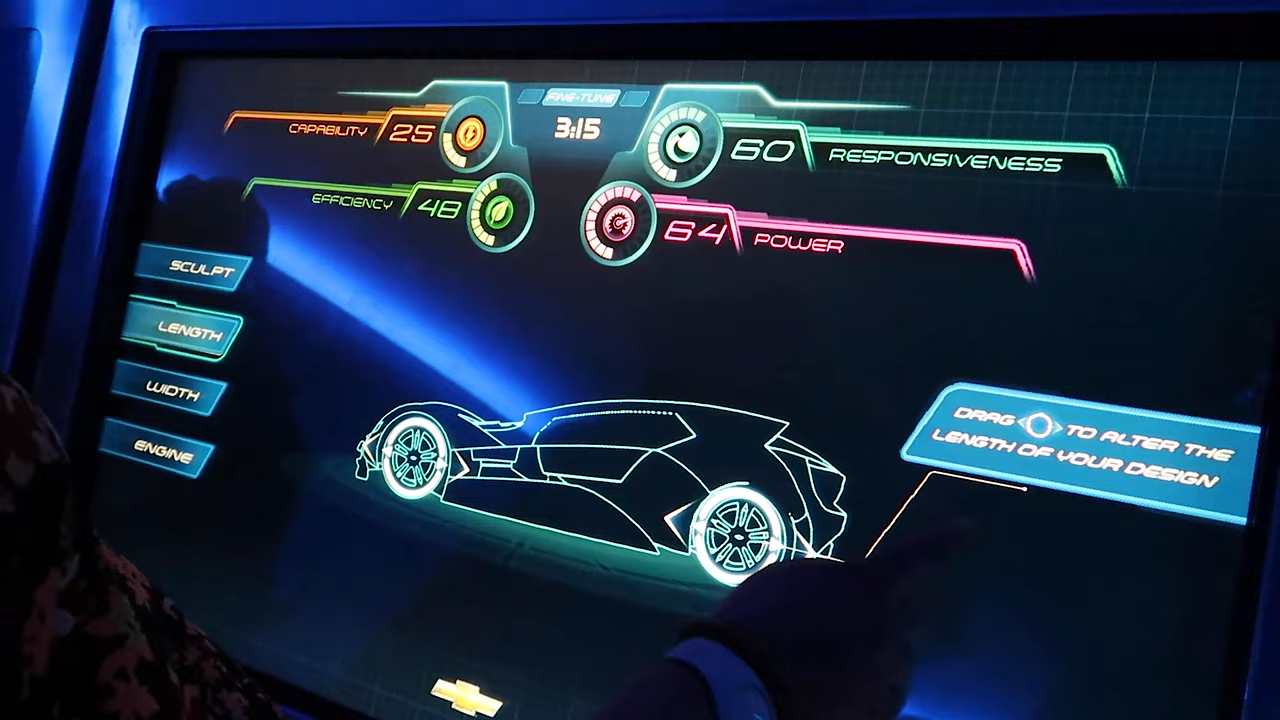 FINE-TUNE
3:15
CAPABILITY 25
60 RESPONSIVENESS
EFFICIENCY 48
64 POWER
SCULPT
LENGTH
WIDTH
ENGINE
DRAG TO ALTER THE
LENGTH OF YOUR DESIGN